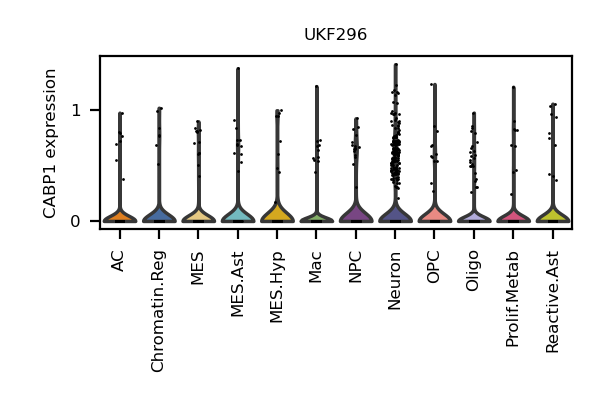 UKF296
CABP1 expression
1
0
AC
Chromatin.Reg
MES
MES.Ast
MES.Hyp
Mac
NPC
Neuron
OPC
Oligo
Prolif.Metab
Reactive.Ast